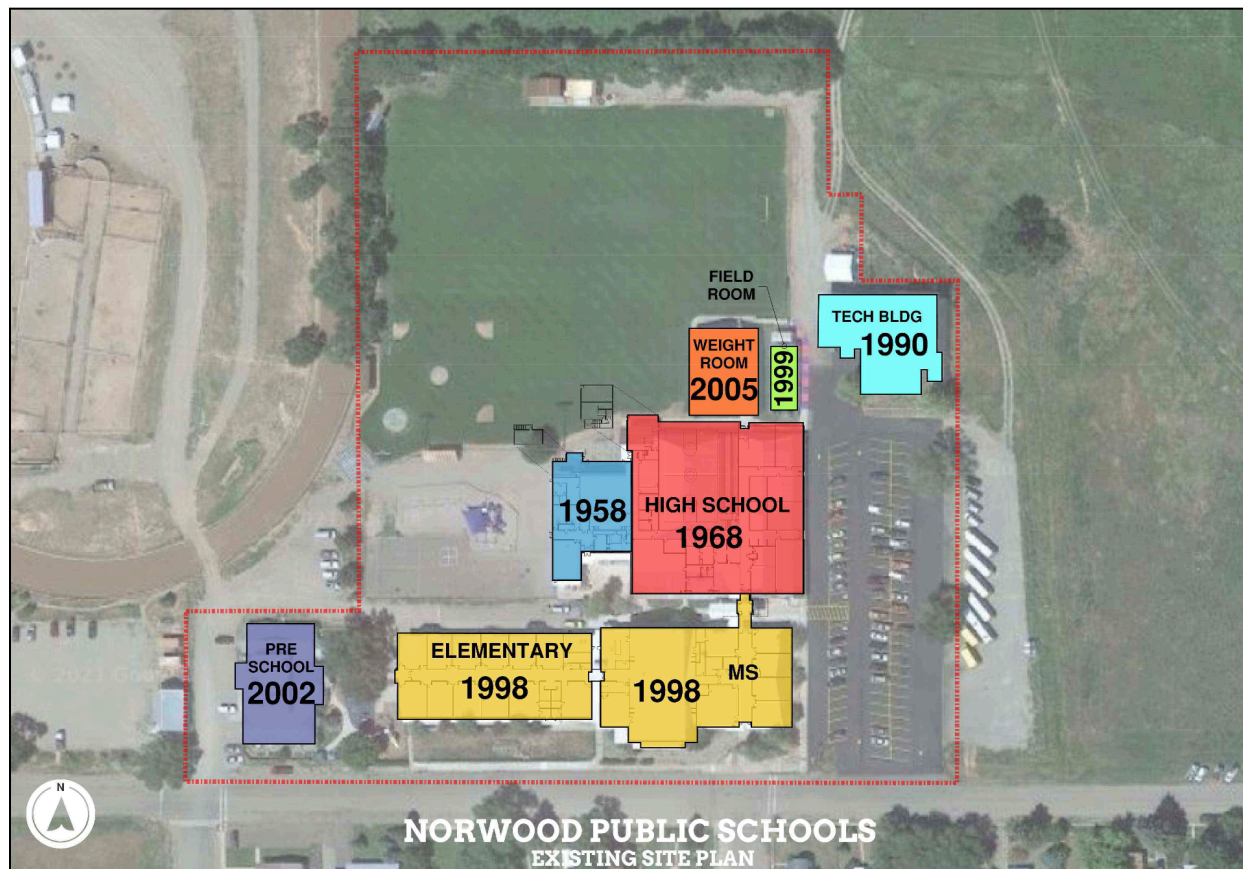 FIELD
ROOM
TECH BLDG
1990
WEIGHT
ROOM
2005
1999
1958
HIGH SCHOOL
1968
PRE
SCHOOL
2002
ELEMENTARY
1998
1998
MS
N
NORWOOD PUBLIC SCHOOLS
EXISTING SITE PLAN